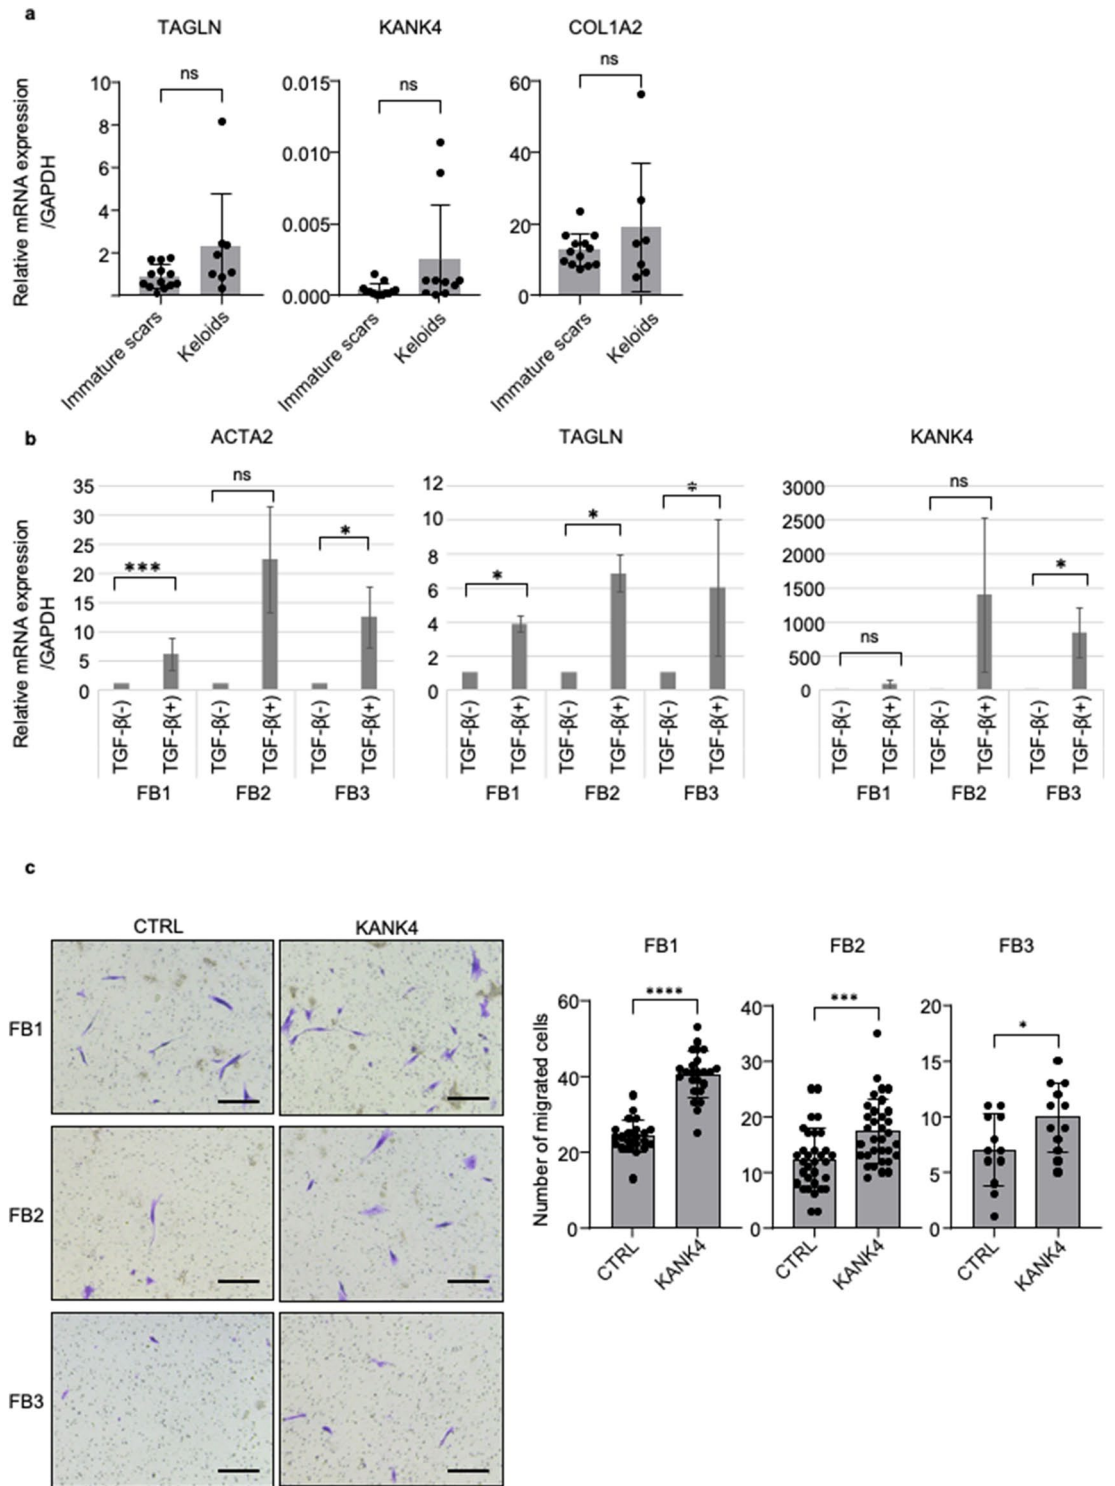 a
TAGLN
KANK4
COL1A2
Relative mRNA expression
/GAPDH
10
8
6
4
2
ns
Immature scars
Keloids
0.015
0.010
0.005
0.000
ns
Immature scars
Keloids
60
40
20
0
ns
Immature scars
Keloids
b
ACTA2
TAGLN
KANK4
Relative mRNA expression
/GAPDH
35
30
25
20
15
10
5
0
***
ns
*
TGF-β(-)
TGF-β(+)
TGF-β(-)
TGF-β(+)
TGF-β(-)
TGF-β(+)
FB1
FB2
FB3
12
10
8
6
4
2
0
*
*
*
TGF-β(-)
TGF-β(+)
TGF-β(-)
TGF-β(+)
TGF-β(-)
TGF-β(+)
FB1
FB2
FB3
3000
2500
2000
1500
1000
500
0
ns
ns
*
TGF-β(-)
TGF-β(+)
TGF-β(-)
TGF-β(+)
TGF-β(-)
TGF-β(+)
FB1
FB2
FB3
c
CTRL
KANK4
FB1
FB2
FB3
Number of migrated cells
FB1
60
40
20
0
****
CTRL
KANK4
FB2
40
30
20
10
0
***
CTRL
KANK4
FB3
20
15
10
5
0
*
CTRL
KANK4